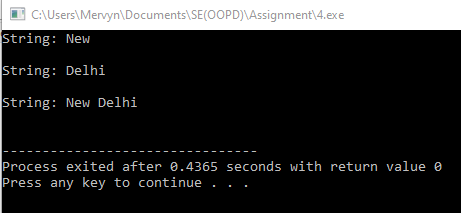 C:\Users\Mervyn\Documents\SE(OOPD)\Assignment\4.exe
String: New
String: Delhi
String: New Delhi
--------------------------------
Process exited after 0.4365 seconds with return value 0
Press any key to continue . . .